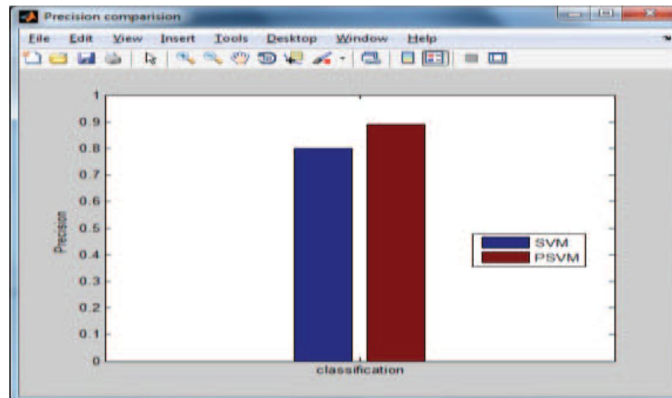 Precision comparision
File Edit View Insert Tools Desktop Window Help
1
0.9
0.8
0.7
0.6
0.5
0.4
0.3
0.2
0.1
0
Precision
classification
SVM
PSVM